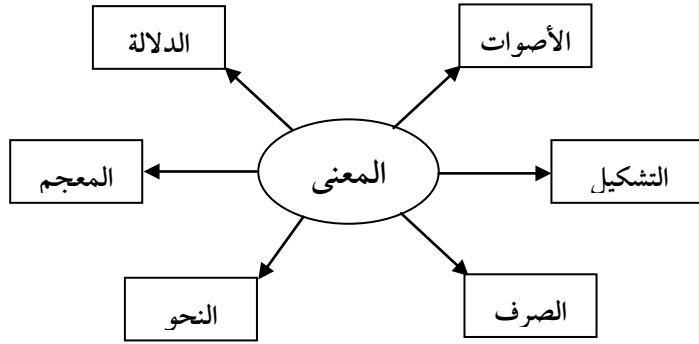 الأصوات
الدلالة
التشكيل
المعنى
المعجم
الصرف
النحو